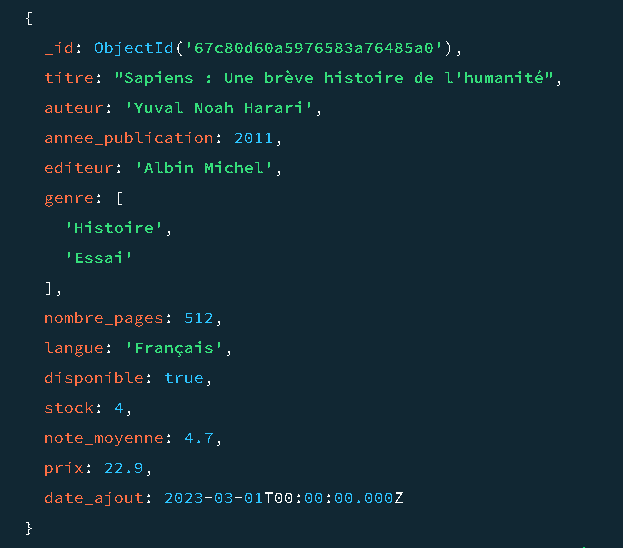 {
_id: ObjectId('67c80d60a5976583a76485a0'),
titre: "Sapiens : Une brève histoire de l'humanité",
auteur: 'Yuval Noah Harari',
annee_publication: 2011,
editeur: 'Albin Michel',
genre: [
'Histoire',
'Essai'
],
nombre_pages: 512,
langue: 'Français',
disponible: true,
stock: 4,
note_moyenne: 4.7,
prix: 22.9,
date_ajout: 2023-03-01T00:00:00.000Z
}